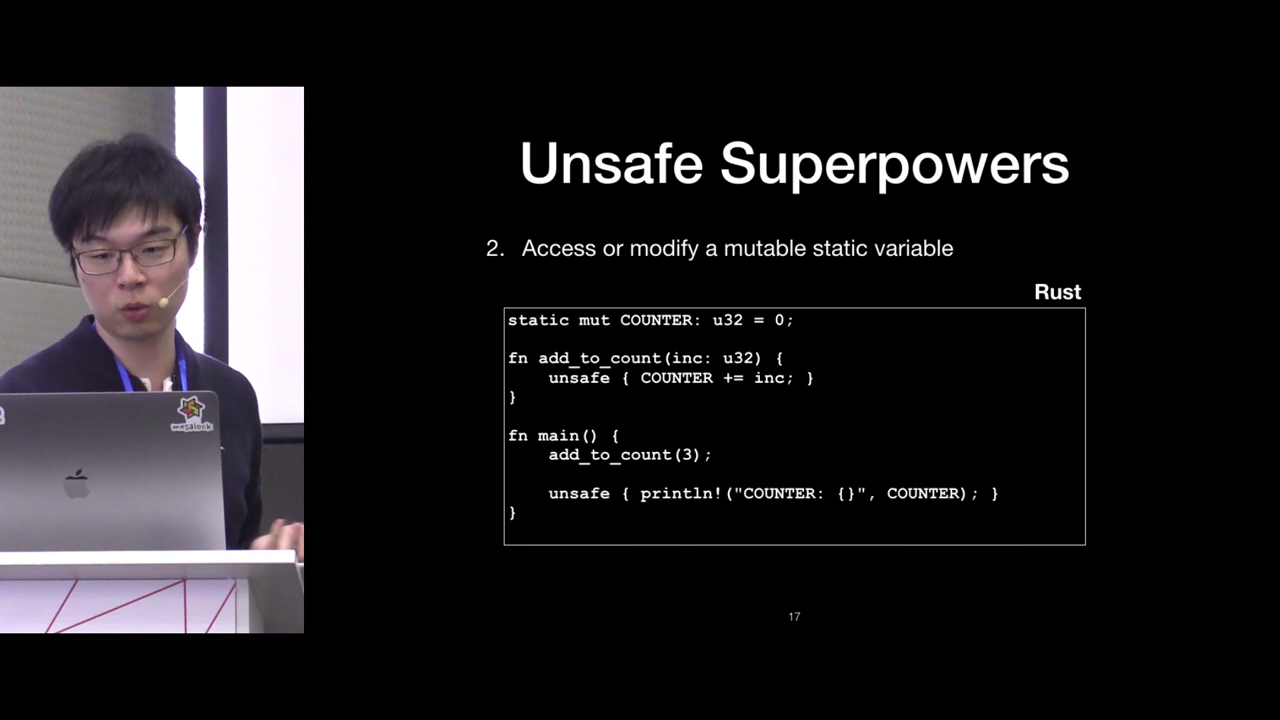 Unsafe Superpowers
2. Access or modify a mutable static variable
Rust
static mut COUNTER: u32 = 0;
fn add_to_count(inc: u32) {
    unsafe { COUNTER += inc; }
}
fn main() {
    add_to_count(3);
    unsafe { println!("COUNTER: {}", COUNTER); }
}
17
mesalock